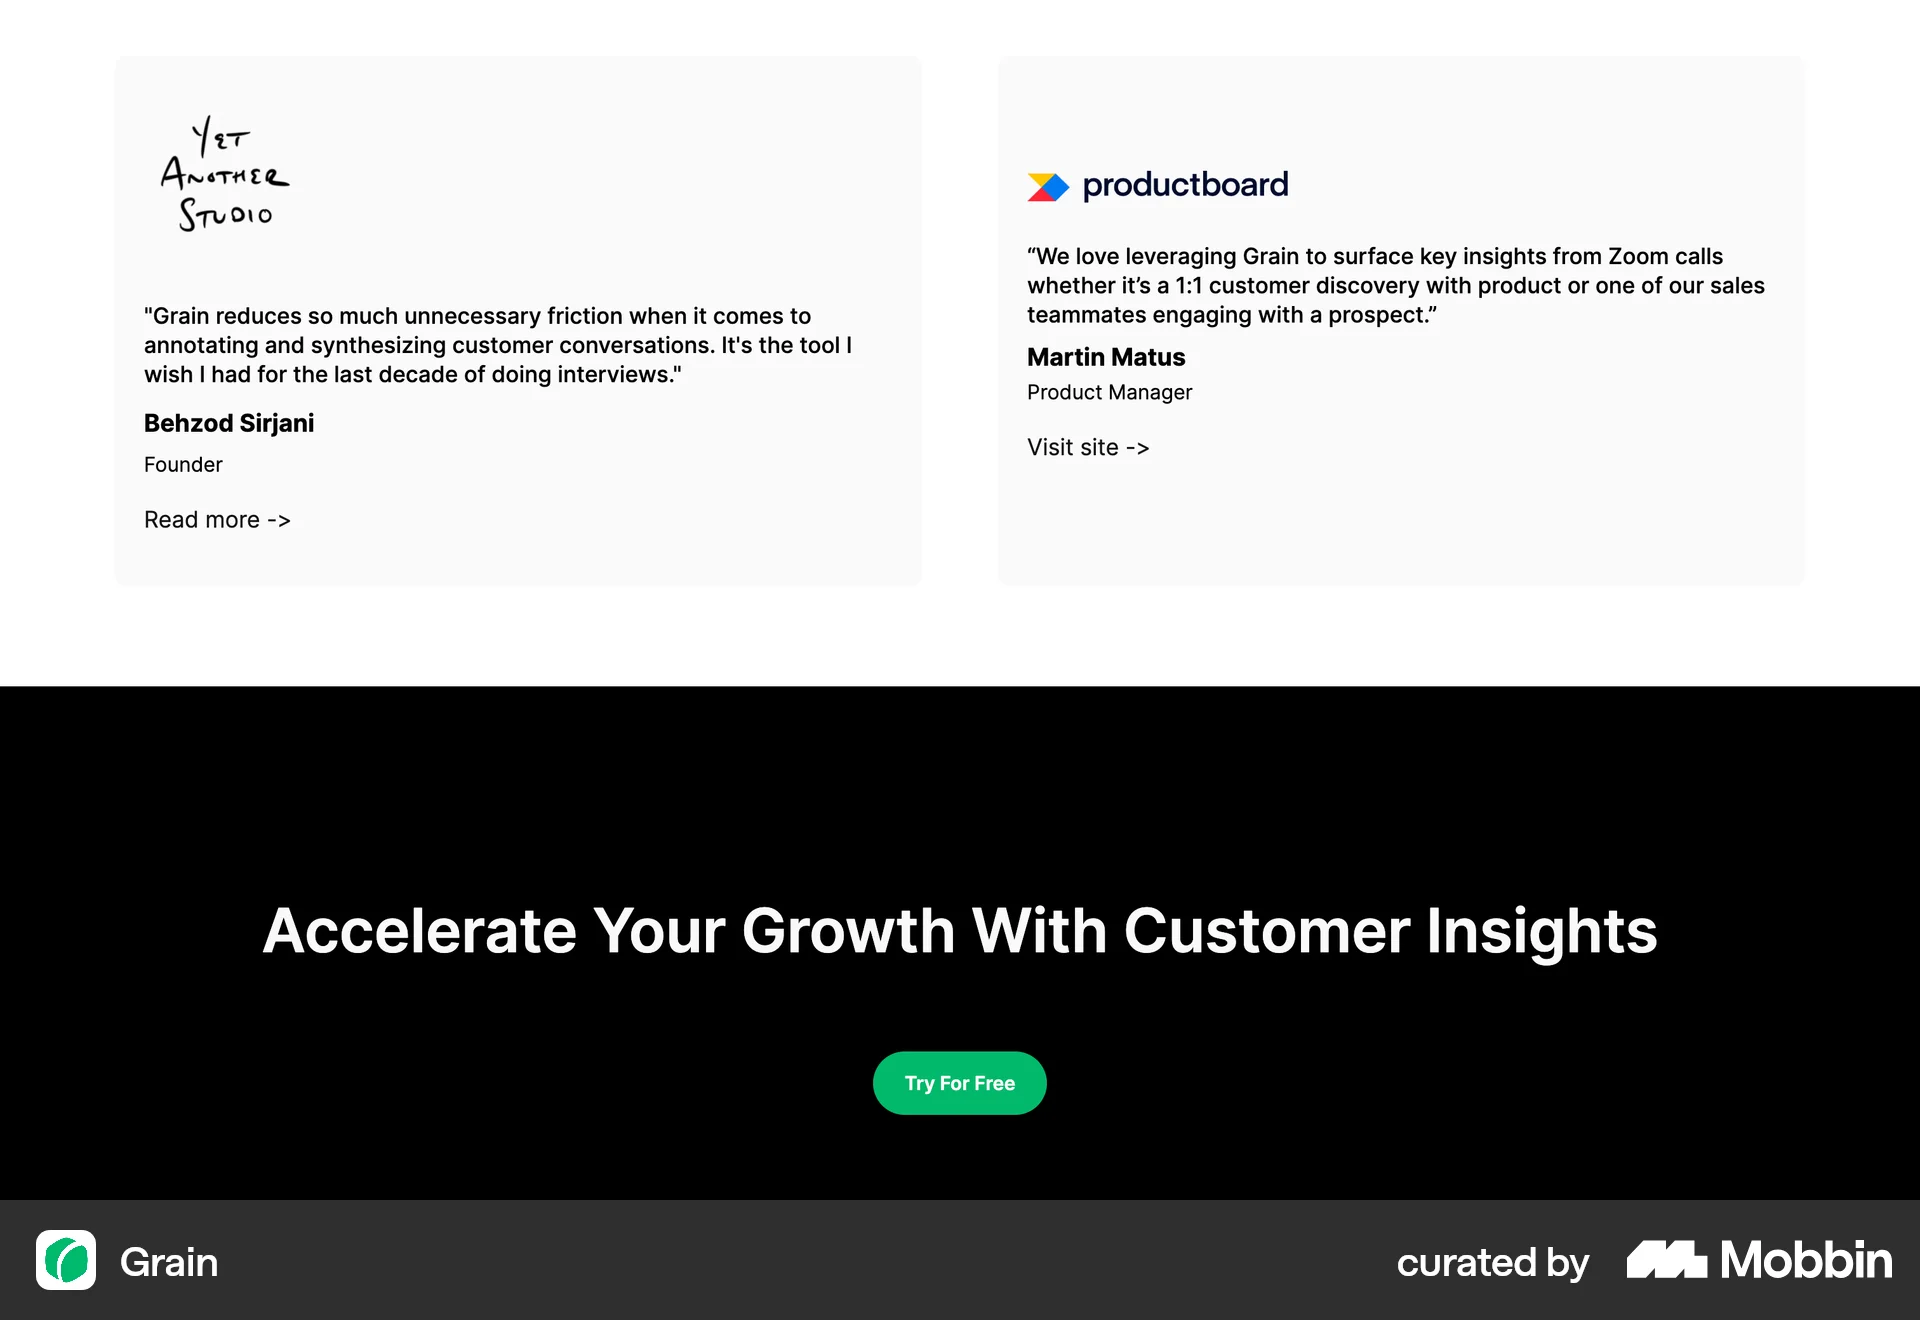 YET
ANOTHER
STUDIO
"Grain reduces so much unnecessary friction when it comes to
annotating and synthesizing customer conversations. It's the tool I
wish I had for the last decade of doing interviews."
Behzod Sirjani
Founder
Read more ->
productboard
“We love leveraging Grain to surface key insights from Zoom calls
whether it’s a 1:1 customer discovery with product or one of our sales
teammates engaging with a prospect.”
Martin Matus
Product Manager
Visit site ->
Accelerate Your Growth With Customer Insights
Try For Free
Grain
curated by Mobbin